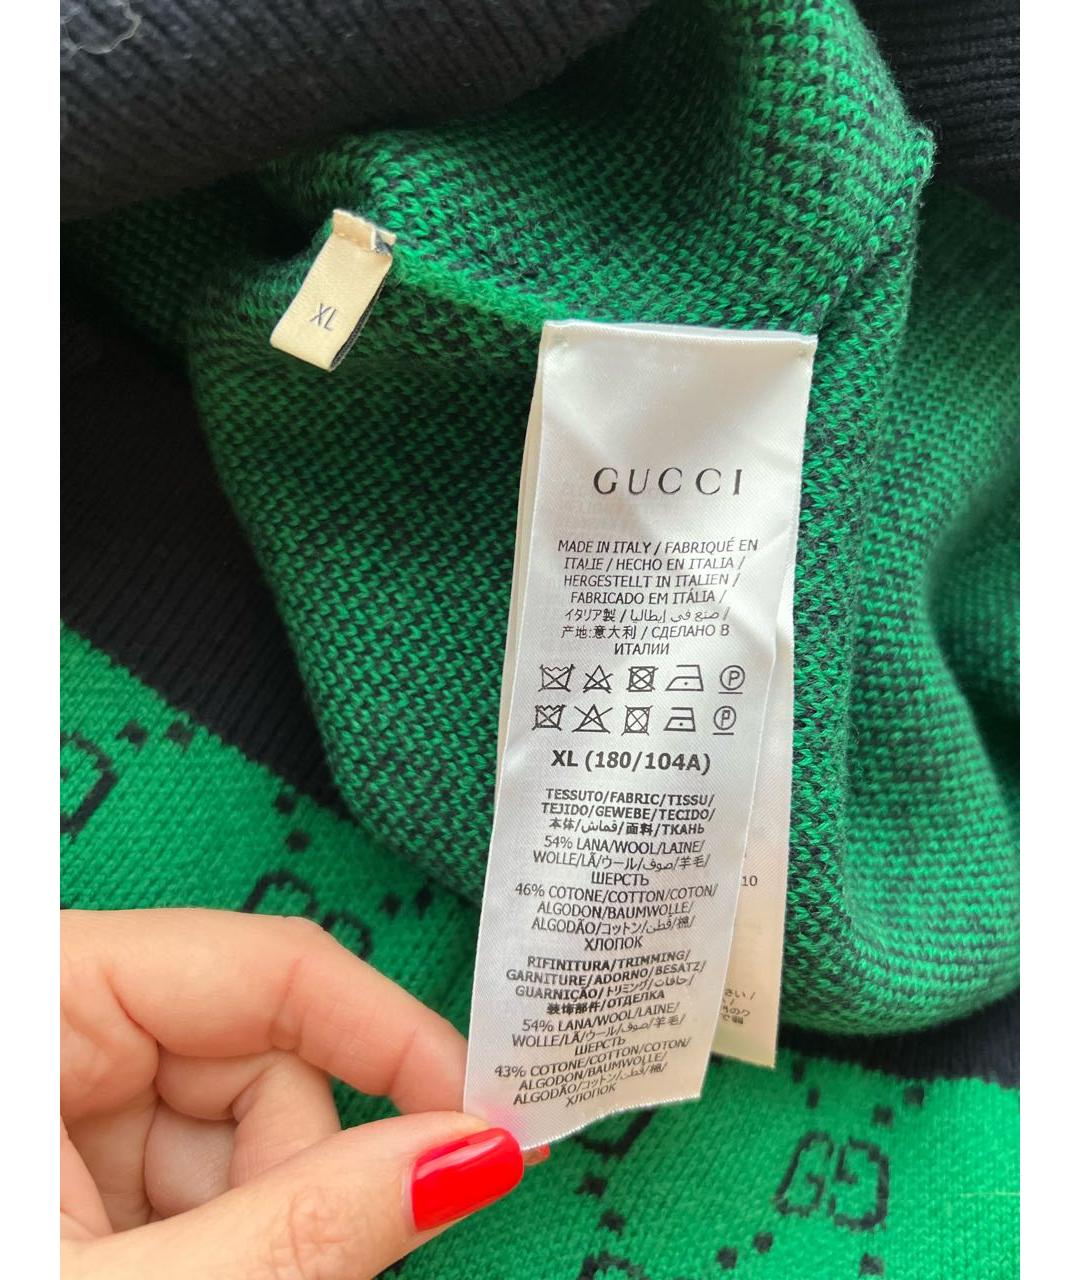 XL
GUCCI
MADE IN ITALY / FABRIQUÉ EN
ITALIE / HECHO EN ITALIA /
HERGESTELLT IN ITALIEN /
FABRICADO EM ITÁLIA /
イタリア製 / صنع في إيطاليا /
产地:意大利 / СДЕЛАНО В
ИТАЛИИ
P
P
XL (180/104A)
TESSUTO/FABRIC/TISSU/
TEJIDO/GEWEBE/TECIDO/
本体/قماش/面料/ТКАНЬ
54% LANA/WOOL/LAINE/
WOLLE/LÃ/ウール/صوف/羊毛/
ШЕРСТЬ
46% COTONE/COTTON/COTON/
ALGODON/BAUMWOLLE/
ALGODÃO/コットン/قطن/棉/
ХЛОПОК
RIFINITURA/TRIMMING/
GARNITURE/ADORNO/BESATZ/
GUARNIÇÃO/トリミング/حافات/
装饰部件/ОТДЕЛКА
54% LANA/WOOL/LAINE/
WOLLE/LÃ/ウール/صوف/羊毛/
ШЕРСТЬ
43% COTONE/COTTON/COTON/
ALGODON/BAUMWOLLE/
ALGODÃO/コットン/قطن/棉/
ХЛОПОК
10
さい /
GG